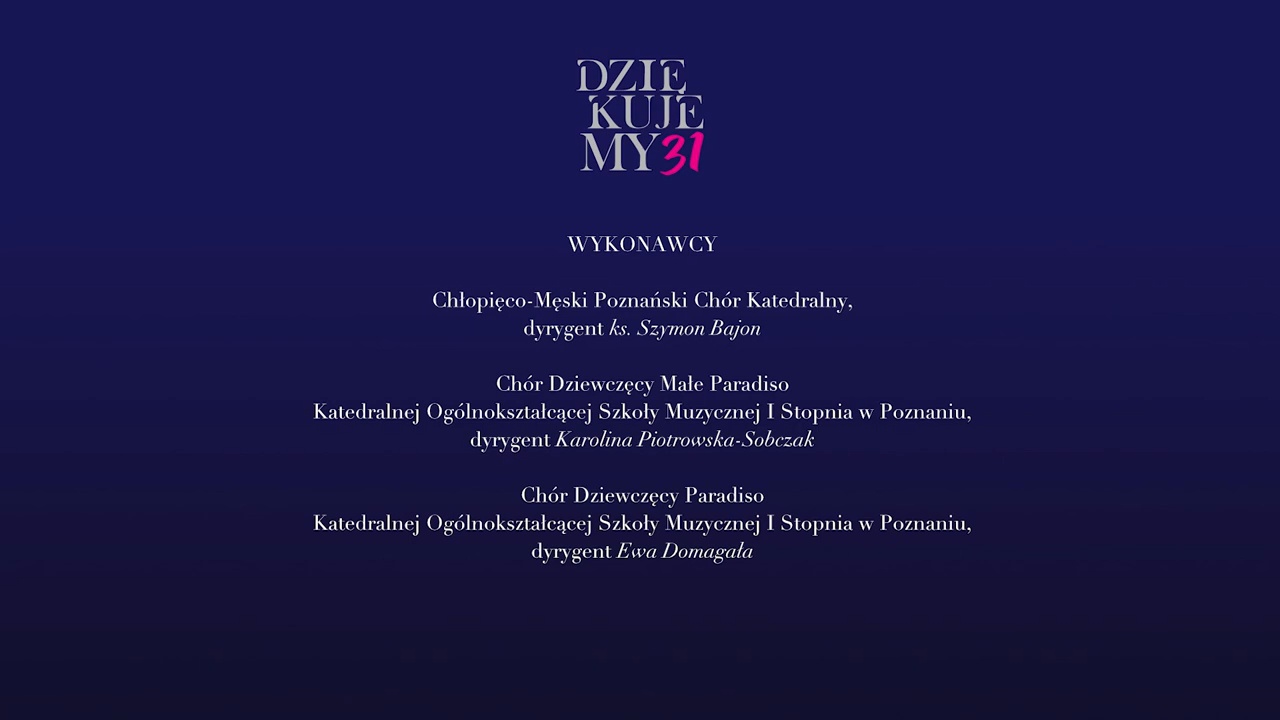 DZIĘ
KUJE
MY31
WYKONAWCY
Chłopięco-Męski Poznański Chór Katedralny,
dyrygent ks. Szymon Bajon
Chór Dziewczęcy Małe Paradiso
Katedralnej Ogólnokształcącej Szkoły Muzycznej I Stopnia w Poznaniu,
dyrygent Karolina Piotrowska-Sobczak
Chór Dziewczęcy Paradiso
Katedralnej Ogólnokształcącej Szkoły Muzycznej I Stopnia w Poznaniu,
dyrygent Ewa Domagała